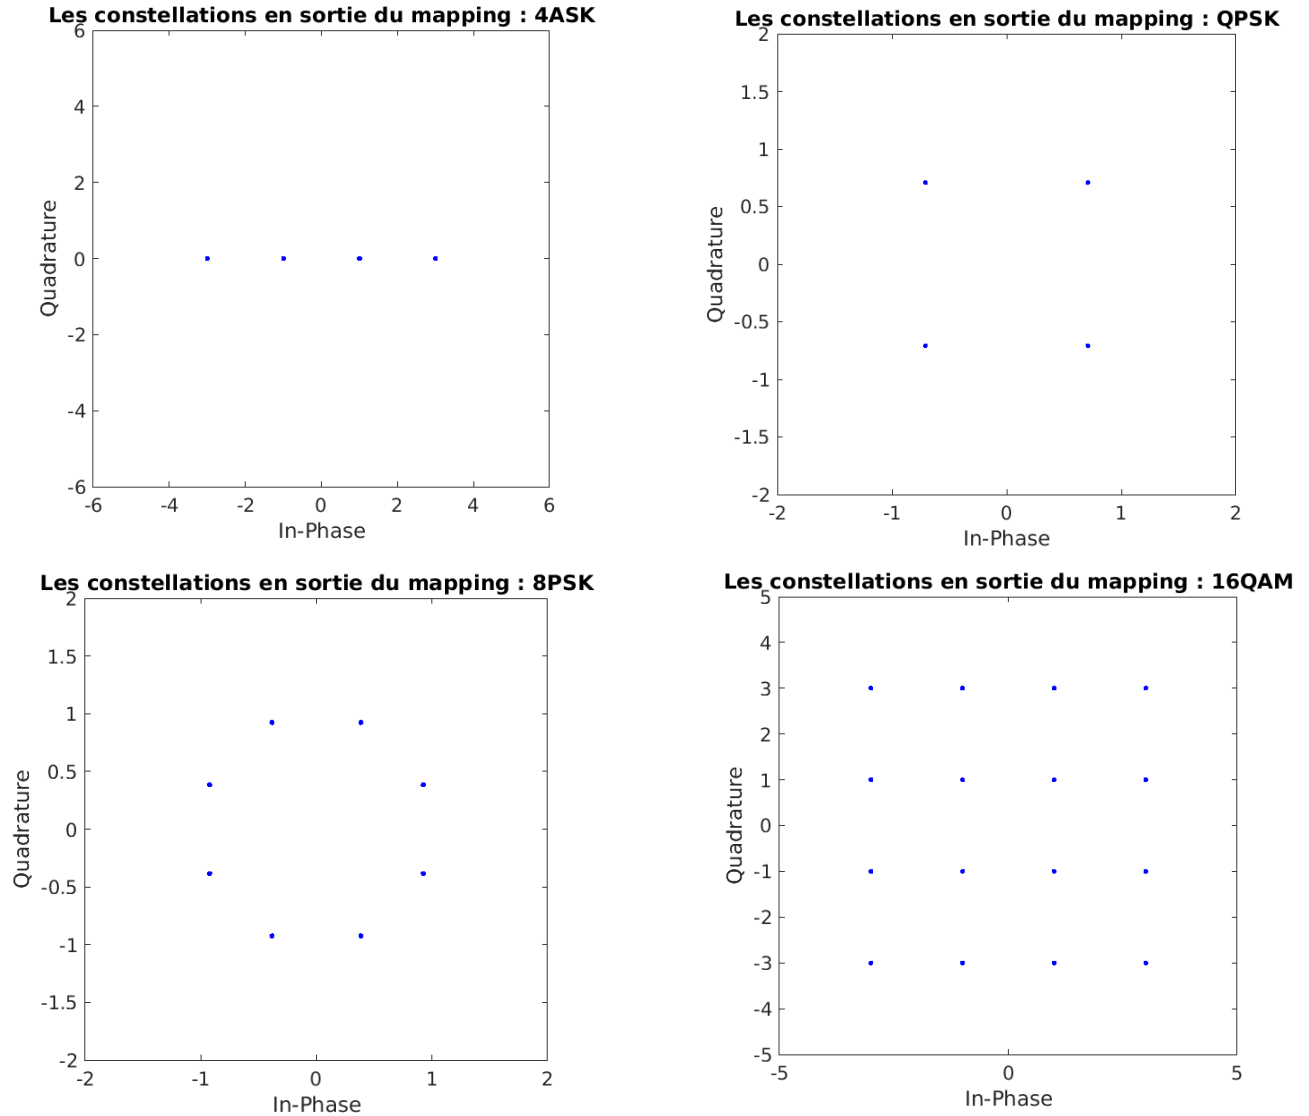 Les constellations en sortie du mapping : 4ASK
6
4
2
0
-2
-4
-6
-6 -4 -2 0 2 4 6
Quadrature
In-Phase
Les constellations en sortie du mapping : QPSK
2
1.5
1
0.5
0
-0.5
-1
-1.5
-2
-2 -1 0 1 2
Quadrature
In-Phase
Les constellations en sortie du mapping : 8PSK
2
1.5
1
0.5
0
-0.5
-1
-1.5
-2
-2 -1 0 1 2
Quadrature
In-Phase
Les constellations en sortie du mapping : 16QAM
5
4
3
2
1
0
-1
-2
-3
-4
-5
-5 0 5
Quadrature
In-Phase